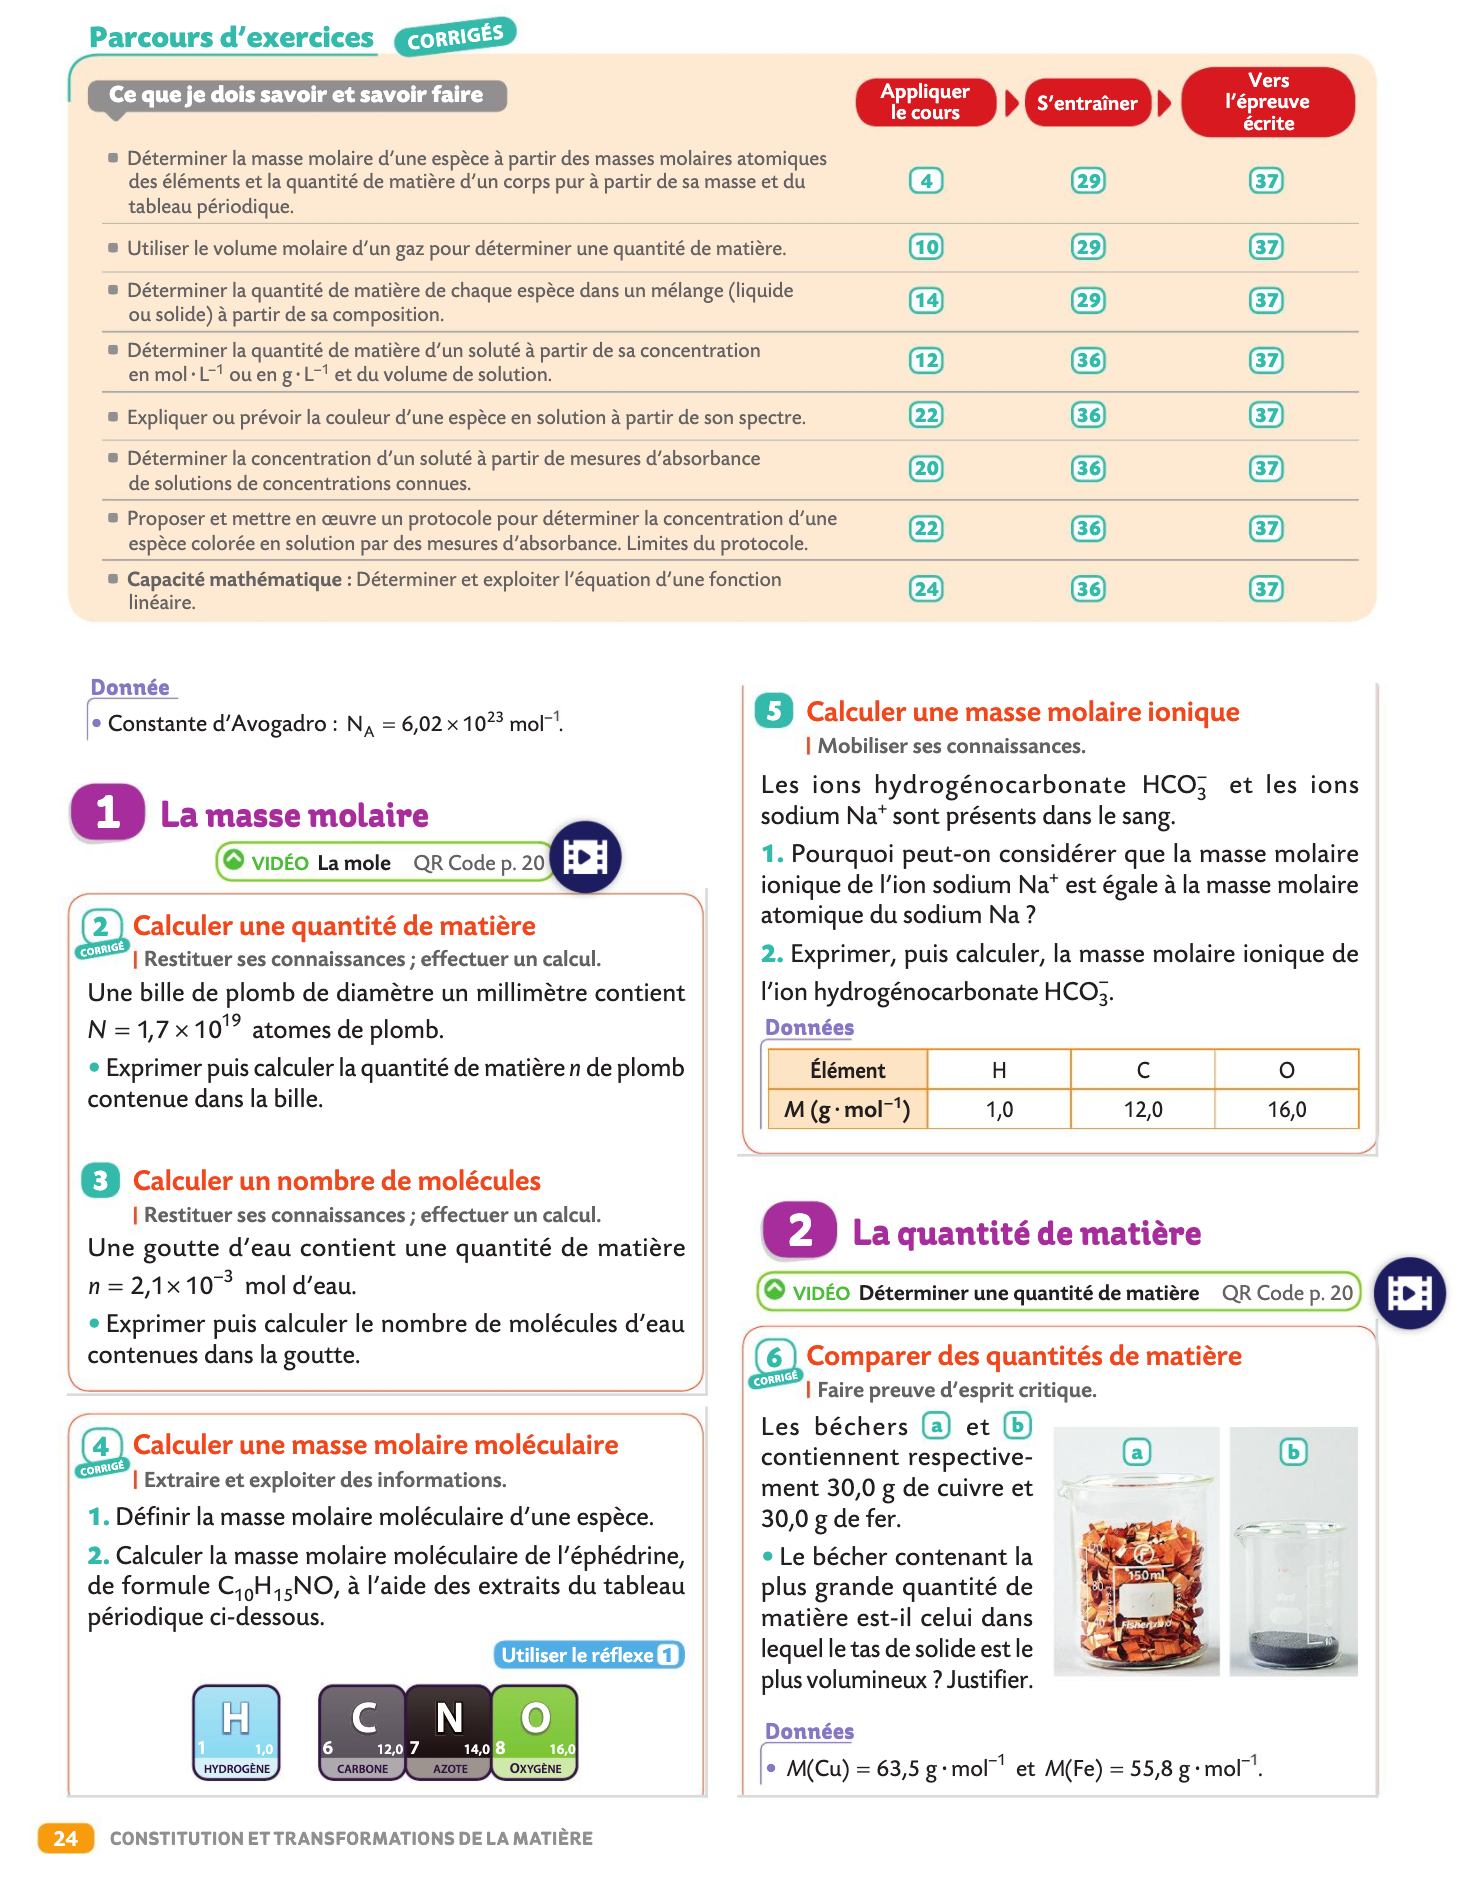 Parcours d'exercices CORRIGÉS
Ce que je dois savoir et savoir faire
Appliquer
le cours
S'entraîner
Vers
l'épreuve
écrite
Déterminer la masse molaire d'une espèce à partir des masses molaires atomiques
des éléments et la quantité de matière d'un corps pur à partir de sa masse et du
tableau périodique.
4 29 37
Utiliser le volume molaire d'un gaz pour déterminer une quantité de matière.
10 29 37
Déterminer la quantité de matière de chaque espèce dans un mélange (liquide
ou solide) à partir de sa composition.
14 29 37
Déterminer la quantité de matière d'un soluté à partir de sa concentration
en mol·L⁻¹ ou en g·L⁻¹ et du volume de solution.
12 36 37
Expliquer ou prévoir la couleur d'une espèce en solution à partir de son spectre.
22 36 37
Déterminer la concentration d'un soluté à partir de mesures d'absorbance
de solutions de concentrations connues.
20 36 37
Proposer et mettre en œuvre un protocole pour déterminer la concentration d'une
espèce colorée en solution par des mesures d'absorbance. Limites du protocole.
22 36 37
Capacité mathématique : Déterminer et exploiter l'équation d'une fonction
linéaire.
24 36 37
Donnée
• Constante d'Avogadro : N_A = 6,02 × 10²³ mol⁻¹.
1 La masse molaire
VIDÉO La mole QR Code p. 20
2 Calculer une quantité de matière
CORRIGÉ
Restituer ses connaissances ; effectuer un calcul.
Une bille de plomb de diamètre un millimètre contient
N = 1,7 × 10¹⁹ atomes de plomb.
• Exprimer puis calculer la quantité de matière n de plomb
contenue dans la bille.
3 Calculer un nombre de molécules
Restituer ses connaissances ; effectuer un calcul.
Une goutte d'eau contient une quantité de matière
n = 2,1 × 10⁻³ mol d'eau.
• Exprimer puis calculer le nombre de molécules d'eau
contenues dans la goutte.
4 Calculer une masse molaire moléculaire
CORRIGÉ
Extraire et exploiter des informations.
1. Définir la masse molaire moléculaire d'une espèce.
2. Calculer la masse molaire moléculaire de l'éphédrine,
de formule C₁₀H₁₅NO, à l'aide des extraits du tableau
périodique ci-dessous.
Utiliser le réflexe 1
H C N O
1 1,0 6 12,0 7 14,0 8 16,0
HYDROGÈNE CARBONE AZOTE OXYGÈNE
5 Calculer une masse molaire ionique
Mobiliser ses connaissances.
Les ions hydrogénocarbonate HCO₃⁻ et les ions
sodium Na⁺ sont présents dans le sang.
1. Pourquoi peut-on considérer que la masse molaire
ionique de l'ion sodium Na⁺ est égale à la masse molaire
atomique du sodium Na ?
2. Exprimer, puis calculer, la masse molaire ionique de
l'ion hydrogénocarbonate HCO₃⁻.
Données
Élément H C O
M (g·mol⁻¹) 1,0 12,0 16,0
2 La quantité de matière
VIDÉO Déterminer une quantité de matière QR Code p. 20
6 Comparer des quantités de matière
CORRIGÉ
Faire preuve d'esprit critique.
Les béchers a et b
contiennent respective-
ment 30,0 g de cuivre et
30,0 g de fer.
• Le bécher contenant la
plus grande quantité de
matière est-il celui dans
lequel le tas de solide est le
plus volumineux ? Justifier.
a
b
150 ml
Données
• M(Cu) = 63,5 g·mol⁻¹ et M(Fe) = 55,8 g·mol⁻¹.
24 CONSTITUTION ET TRANSFORMATIONS DE LA MATIÈRE